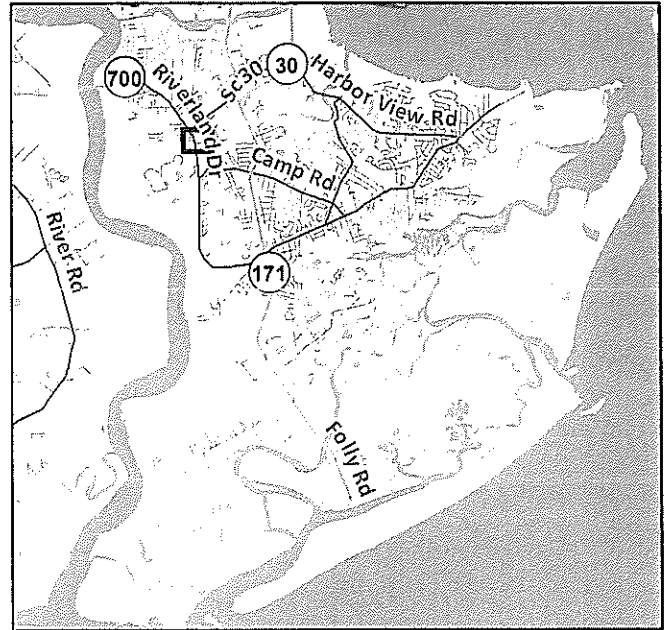 700
Riverland Dr
Sc30
30
Harbor View Rd
Camp Rd
River Rd
171
Folly Rd